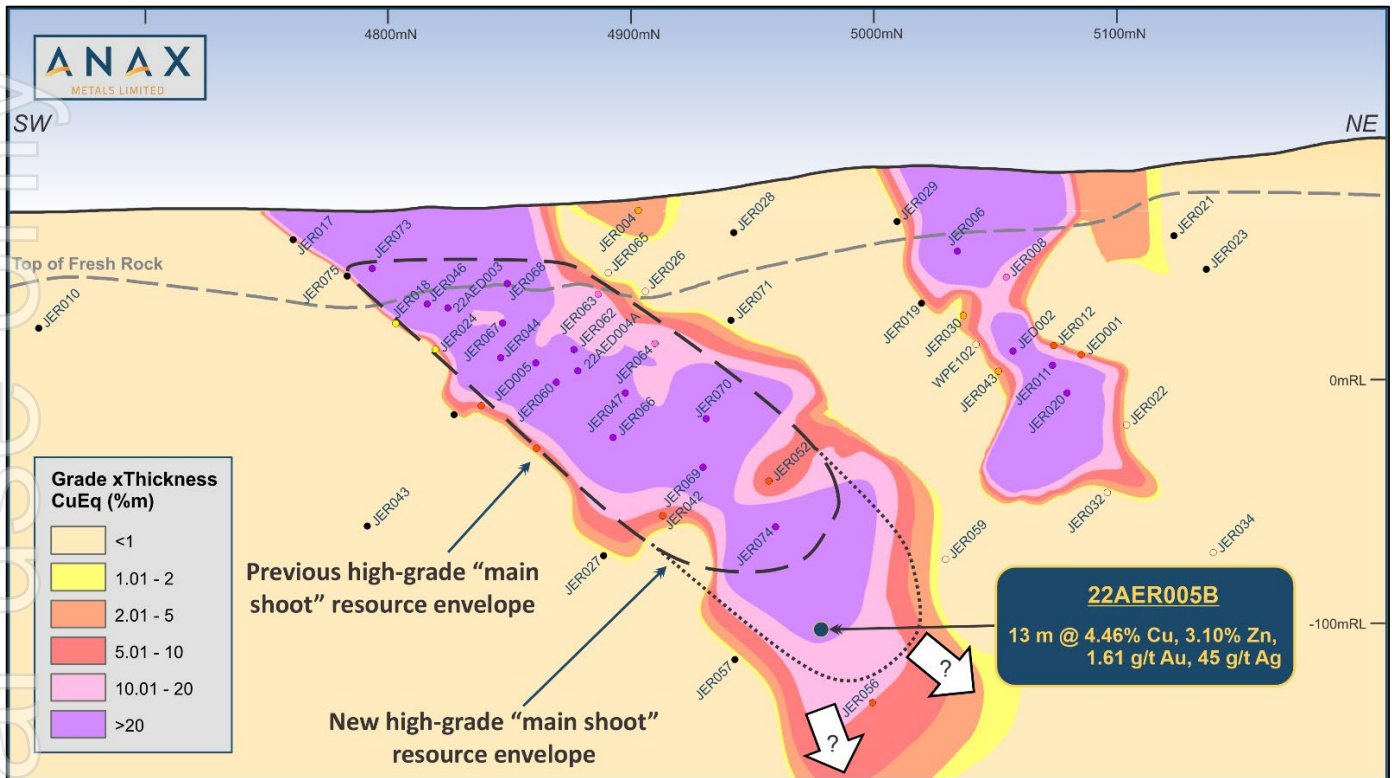 4800mN
4900mN
5000mN
5100mN
ANAX
METALS LIMITED
SW
NE
JER017
JER073
JER004
JER065
JER028
JER026
JER029
JER006
JER008
JER021
JER023
Top of Fresh Rock
JER010
JER075
JER018
JER046
22AED003
JER068
JER024
JER067
JER044
JER063
JER062
22AED004A
JER064
JER071
JER019
JER030
WPE102
JER043
JED002
JER012
JED001
JER011
JER020
JER022
0mRL
JED005
JER060
JER047
JER066
JER070
JER052
JER069
JER042
JER074
JER043
JER027
JER059
JER032
JER034
Grade xThickness
CuEq (%m)
<1
1.01 - 2
2.01 - 5
5.01 - 10
10.01 - 20
>20
Previous high-grade “main
shoot” resource envelope
New high-grade “main shoot”
resource envelope
22AER005B
13 m @ 4.46% Cu, 3.10% Zn,
1.61 g/t Au, 45 g/t Ag
-100mRL
JER057
JER056
?
?